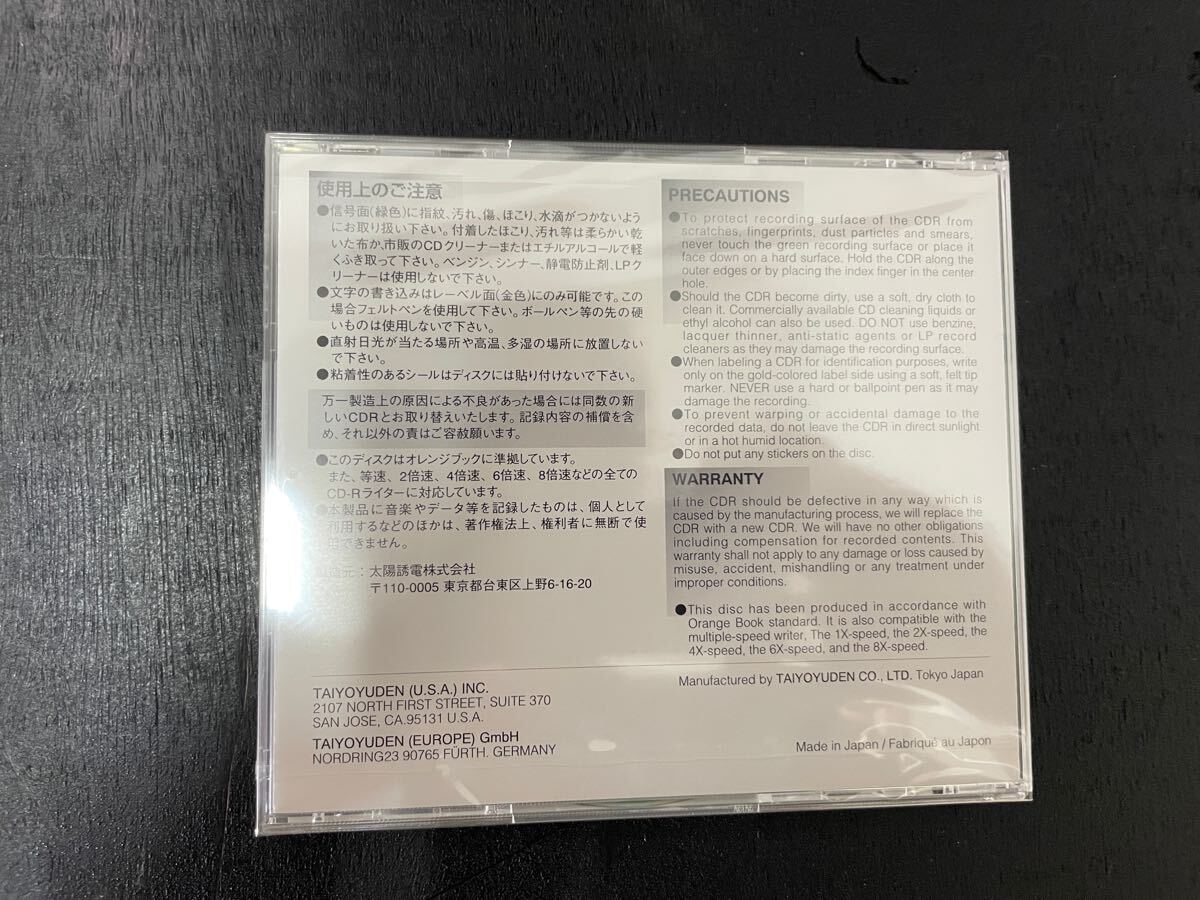 使用上のご注意
●信号面(緑色)に指紋、汚れ、傷、ほこり、水滴がつかないよう
にお取り扱い下さい。付着したほこり、汚れ等は柔らかい乾
いた布か、市販のCDクリーナーまたはエチルアルコールで軽
くふき取って下さい。ベンジン、シンナー、静電防止剤、LPク
リーナーは使用しないで下さい。
●文字の書き込みはレーベル面(金色)にのみ可能です。この
場合フェルトペンを使用して下さい。ボールペン等の先の硬
いものは使用しないで下さい。
●直射日光が当たる場所や高温、多湿の場所に放置しない
で下さい。
●粘着性のあるシールはディスクには貼り付けないで下さい。
万一製造上の原因による不良があった場合には同数の新
しいCDRとお取り替えいたします。記録内容の補償を含
め、それ以外の責はご容赦願います。
●このディスクはオレンジブックに準拠しています。
また、等速、2倍速、4倍速、6倍速、8倍速などの全ての
CD-Rライターに対応しています。
●本製品に音楽やデータ等を記録したものは、個人として
利用するなどのほかは、著作権法上、権利者に無断で使
用できません。
製造元：太陽誘電株式会社
〒110-0005 東京都台東区上野6-16-20
PRECAUTIONS
●To protect recording surface of the CDR from
scratches, fingerprints, dust particles and smears,
never touch the green recording surface or place it
face down on a hard surface. Hold the CDR along the
outer edges or by placing the index finger in the center
hole.
●Should the CDR become dirty, use a soft, dry cloth to
clean it. Commercially available CD cleaning liquids or
ethyl alcohol can also be used. DO NOT use benzine,
lacquer thinner, anti-static agents or LP record
cleaners as they may damage the recording surface.
●When labeling a CDR for identification purposes, write
only on the gold-colored label side using a soft, felt tip
marker. NEVER use a hard or ballpoint pen as it may
damage the recording.
●To prevent warping or accidental damage to the
recorded data, do not leave the CDR in direct sunlight
or in a hot humid location.
●Do not put any stickers on the disc.
WARRANTY
If the CDR should be defective in any way which is
caused by the manufacturing process, we will replace the
CDR with a new CDR. We will have no other obligations
including compensation for recorded contents. This
warranty shall not apply to any damage or loss caused by
misuse, accident, mishandling or any treatment under
improper conditions.
●This disc has been produced in accordance with
Orange Book standard. It is also compatible with the
multiple-speed writer, The 1X-speed, the 2X-speed, the
4X-speed, the 6X-speed, and the 8X-speed.
TAIYOYUDEN (U.S.A.) INC.
2107 NORTH FIRST STREET, SUITE 370
SAN JOSE, CA.95131 U.S.A.
TAIYOYUDEN (EUROPE) GmbH
NORDRING23 90765 FÜRTH. GERMANY
Manufactured by TAIYOYUDEN CO., LTD. Tokyo Japan
Made in Japan / Fabriqué au Japon